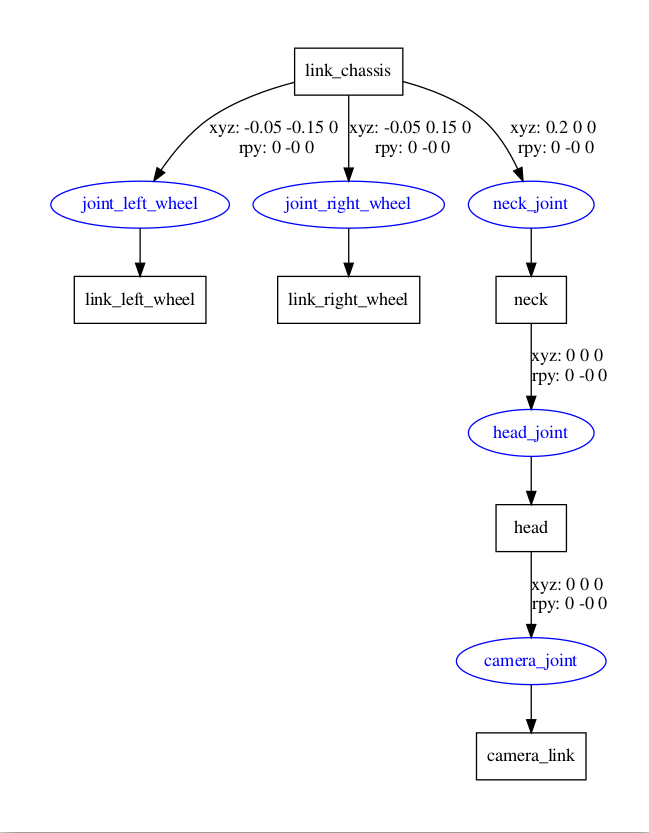 link_chassis
xyz: -0.05 -0.15 0
rpy: 0 -0 0
xyz: -0.05 0.15 0
rpy: 0 -0 0
xyz: 0.2 0 0
rpy: 0 -0 0
joint_left_wheel
joint_right_wheel
neck_joint
link_left_wheel
link_right_wheel
neck
xyz: 0 0 0
rpy: 0 -0 0
head_joint
head
xyz: 0 0 0
rpy: 0 -0 0
camera_joint
camera_link